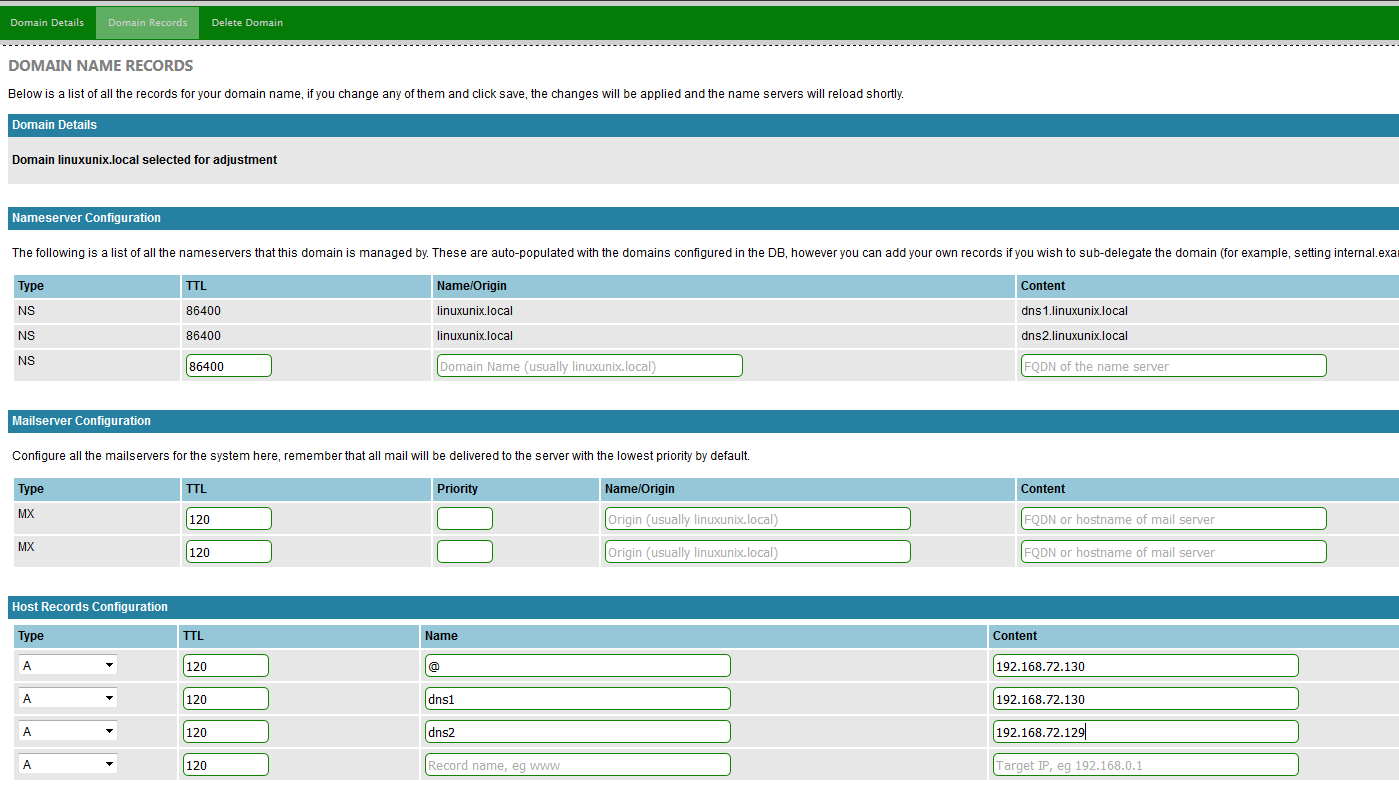 Domain Details Domain Records Delete Domain
DOMAIN NAME RECORDS
Below is a list of all the records for your domain name, if you change any of them and click save, the changes will be applied and the name servers will reload shortly.
Domain Details
Domain linuxunix.local selected for adjustment
Nameserver Configuration
The following is a list of all the nameservers that this domain is managed by. These are auto-populated with the domains configured in the DB, however you can add your own records if you wish to sub-delegate the domain (for example, setting internal.exa
Type TTL Name/Origin Content
NS 86400 linuxunix.local dns1.linuxunix.local
NS 86400 linuxunix.local dns2.linuxunix.local
NS 86400 Domain Name (usually linuxunix.local) FQDN of the name server
Mailserver Configuration
Configure all the mailservers for the system here, remember that all mail will be delivered to the server with the lowest priority by default.
Type TTL Priority Name/Origin Content
MX 120 Origin (usually linuxunix.local) FQDN or hostname of mail server
MX 120 Origin (usually linuxunix.local) FQDN or hostname of mail server
Host Records Configuration
Type TTL Name Content
A 120 @ 192.168.72.130
A 120 dns1 192.168.72.130
A 120 dns2 192.168.72.129
A 120 Record name, eg www Target IP, eg 192.168.0.1